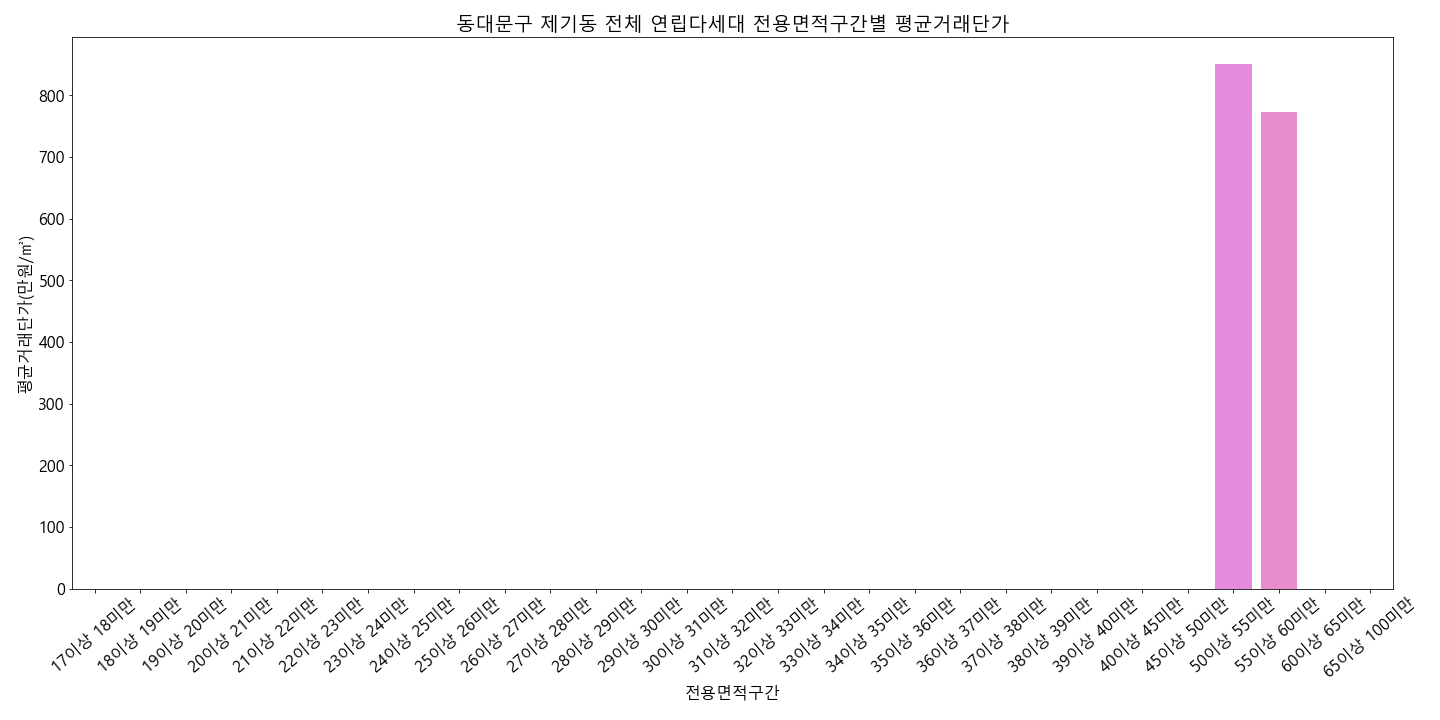 동대문구 제기동 전체 연립다세대 전용면적구간별 평균거래단가
평균거래단가(만원/㎡)
800
700
600
500
400
300
200
100
0
17이상 18미만
18이상 19미만
19이상 20미만
20이상 21미만
21이상 22미만
22이상 23미만
23이상 24미만
24이상 25미만
25이상 26미만
26이상 27미만
27이상 28미만
28이상 29미만
29이상 30미만
30이상 31미만
31이상 32미만
32이상 33미만
33이상 34미만
34이상 35미만
35이상 36미만
36이상 37미만
37이상 38미만
38이상 39미만
39이상 40미만
40이상 45미만
45이상 50미만
50이상 55미만
55이상 60미만
60이상 65미만
65이상 100미만
전용면적구간